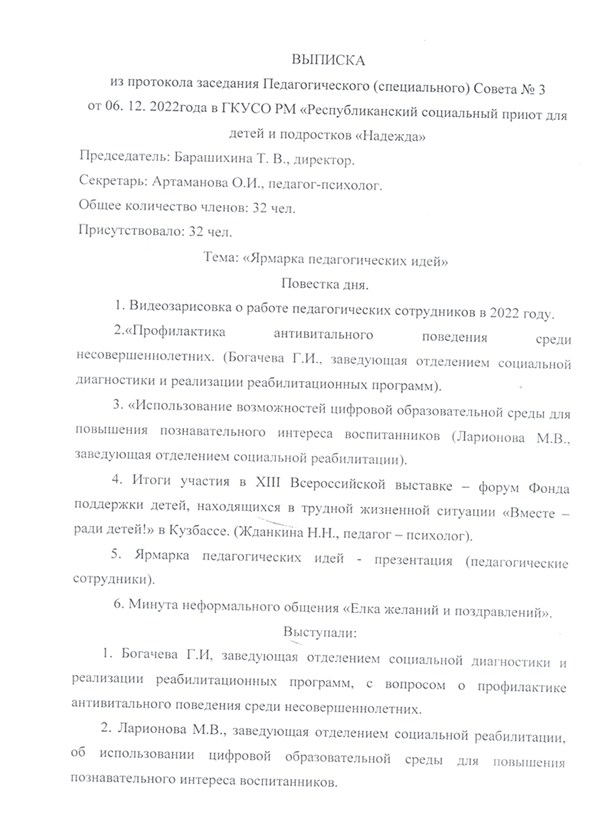 ВЫПИСКА
из протокола заседания Педагогического (специального) Совета № 3
от 06. 12. 2022года в ГКУСО РМ «Республиканский социальный приют для
детей и подростков «Надежда»
Председатель: Барашихина Т. В., директор.
Секретарь: Артаманова О.И., педагог-психолог.
Общее количество членов: 32 чел.
Присутствовало: 32 чел.
Тема: «Ярмарка педагогических идей»
Повестка дня.
1. Видеозарисовка о работе педагогических сотрудников в 2022 году.
2.«Профилактика антивитального поведения среди
несовершеннолетних. (Богачева Г.И., заведующая отделением социальной
диагностики и реализации реабилитационных программ).
3. «Использование возможностей цифровой образовательной среды для
повышения познавательного интереса воспитанников (Ларионова М.В.,
заведующая отделением социальной реабилитации).
4. Итоги участия в XIII Всероссийской выставке – форум Фонда
поддержки детей, находящихся в трудной жизненной ситуации «Вместе –
ради детей!» в Кузбассе. (Жданкина Н.Н., педагог – психолог).
5. Ярмарка педагогических идей - презентация (педагогические
сотрудники).
6. Минута неформального общения «Елка желаний и поздравлений».
Выступали:
1. Богачева Г.И, заведующая отделением социальной диагностики и
реализации реабилитационных программ, с вопросом о профилактике
антивитального поведения среди несовершеннолетних.
2. Ларионова М.В., заведующая отделением социальной реабилитации,
об использовании цифровой образовательной среды для повышения
познавательного интереса воспитанников.